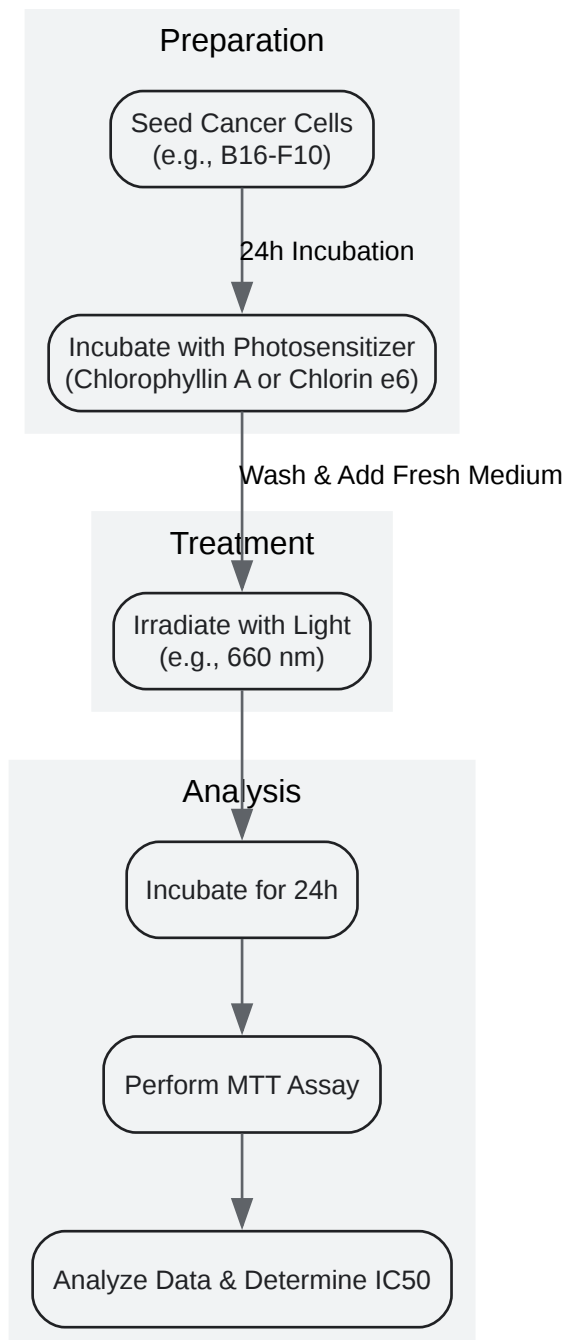 Preparation
Seed Cancer Cells
(e.g., B16-F10)
24h Incubation
Incubate with Photosensitizer
(Chlorophyllin A or Chlorin e6)
Wash & Add Fresh Medium
Treatment
Irradiate with Light
(e.g., 660 nm)
Analysis
Incubate for 24h
Perform MTT Assay
Analyze Data & Determine IC50